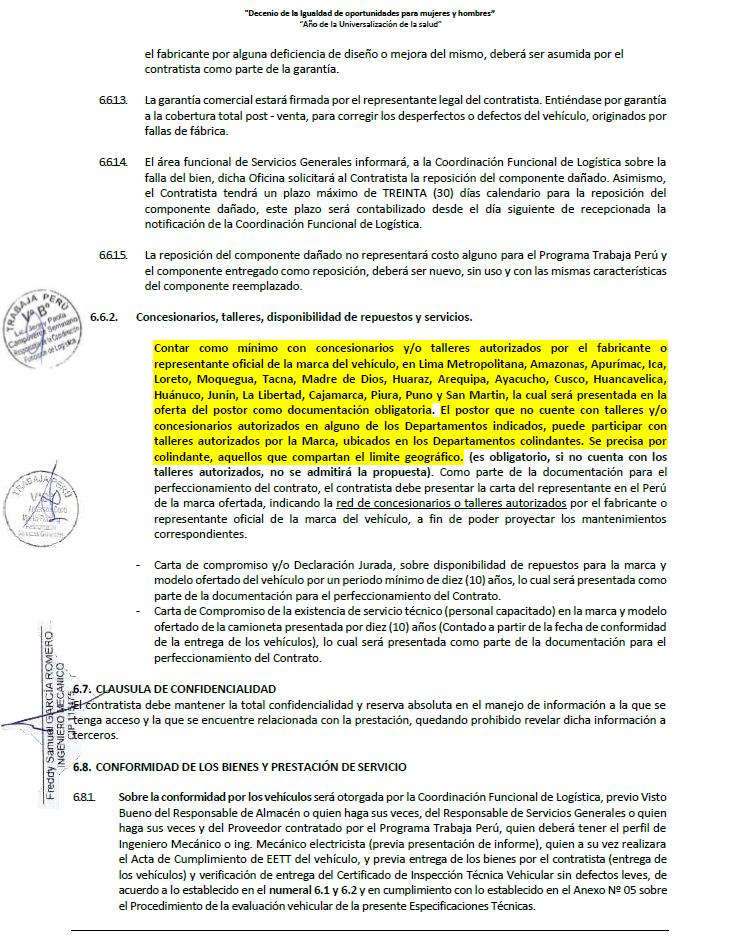 "Decenio de la Igualdad de oportunidades para mujeres y hombres"
"Año de la Universalización de la salud"
el fabricante por alguna deficiencia de diseño o mejora del mismo, deberá ser asumida por el
contratista como parte de la garantía.
6.6.1.3. La garantía comercial estará firmada por el representante legal del contratista. Entiéndase por garantía
a la cobertura total post - venta, para corregir los desperfectos o defectos del vehículo, originados por
fallas de fábrica.
6.6.1.4. El área funcional de Servicios Generales informará, a la Coordinación Funcional de Logística sobre la
falla del bien, dicha Oficina solicitará al Contratista la reposición del componente dañado. Asimismo,
el Contratista tendrá un plazo máximo de TREINTA (30) días calendario para la reposición del
componente dañado, este plazo será contabilizado desde el día siguiente de recepcionada la
notificación de la Coordinación Funcional de Logística.
6.6.1.5. La reposición del componente dañado no representará costo alguno para el Programa Trabaja Perú y
el componente entregado como reposición, deberá ser nuevo, sin uso y con las mismas características
del componente reemplazado.
TRABAJA PERÚ
V° B°
6.6.2. Concesionarios, talleres, disponibilidad de repuestos y servicios.
Contar como mínimo con concesionarios y/o talleres autorizados por el fabricante o
representante oficial de la marca del vehículo, en Lima Metropolitana, Amazonas, Apurímac, Ica,
Loreto, Moquegua, Tacna, Madre de Dios, Huaraz, Arequipa, Ayacucho, Cusco, Huancavelica,
Huánuco, Junín, La Libertad, Cajamarca, Piura, Puno y San Martin, la cual será presentada en la
oferta del postor como documentación obligatoria. El postor que no cuente con talleres y/o
concesionarios autorizados en alguno de los Departamentos indicados, puede participar con
talleres autorizados por la Marca, ubicados en los Departamentos colindantes. Se precisa por
colindante, aquellos que compartan el limite geográfico. (es obligatorio, si no cuenta con los
talleres autorizados, no se admitirá la propuesta). Como parte de la documentación para el
perfeccionamiento del contrato, el contratista debe presentar la carta del representante en el Perú
de la marca ofertada, indicando la red de concesionarios o talleres autorizados por el fabricante o
representante oficial de la marca del vehículo, a fin de poder proyectar los mantenimientos
correspondientes.
TRABAJA PERÚ
- Carta de compromiso y/o Declaración Jurada, sobre disponibilidad de repuestos para la marca y
modelo ofertado del vehículo por un periodo mínimo de diez (10) años, lo cual será presentada como
parte de la documentación para el perfeccionamiento del Contrato.
- Carta de Compromiso de la existencia de servicio técnico (personal capacitado) en la marca y modelo
ofertado de la camioneta presentada por diez (10) años (Contado a partir de la fecha de conformidad
de la entrega de los vehículos), lo cual será presentada como parte de la documentación para el
perfeccionamiento del Contrato.
Freddy Samuel GARCÍA ROMERO
INGENIERO MECANICO
6.7. CLAUSULA DE CONFIDENCIALIDAD
El contratista debe mantener la total confidencialidad y reserva absoluta en el manejo de información a la que se
tenga acceso y la que se encuentre relacionada con la prestación, quedando prohibido revelar dicha información a
terceros.
6.8. CONFORMIDAD DE LOS BIENES Y PRESTACIÓN DE SERVICIO
6.8.1. Sobre la conformidad por los vehículos será otorgada por la Coordinación Funcional de Logística, previo Visto
Bueno del Responsable de Almacén o quien haga sus veces, del Responsable de Servicios Generales o quien
haga sus veces y del Proveedor contratado por el Programa Trabaja Perú, quien deberá tener el perfil de
Ingeniero Mecánico o ing. Mecánico electricista (previa presentación de informe), quien a su vez realizara
el Acta de Cumplimiento de EETT del vehículo, y previa entrega de los bienes por el contratista (entrega de
los vehículos) y verificación de entrega del Certificado de Inspección Técnica Vehicular sin defectos leves, de
acuerdo a lo establecido en el numeral 6.1 y 6.2 y en cumplimiento con lo establecido en el Anexo Nº 05 sobre
el Procedimiento de la evaluación vehicular de la presente Especificaciones Técnicas.